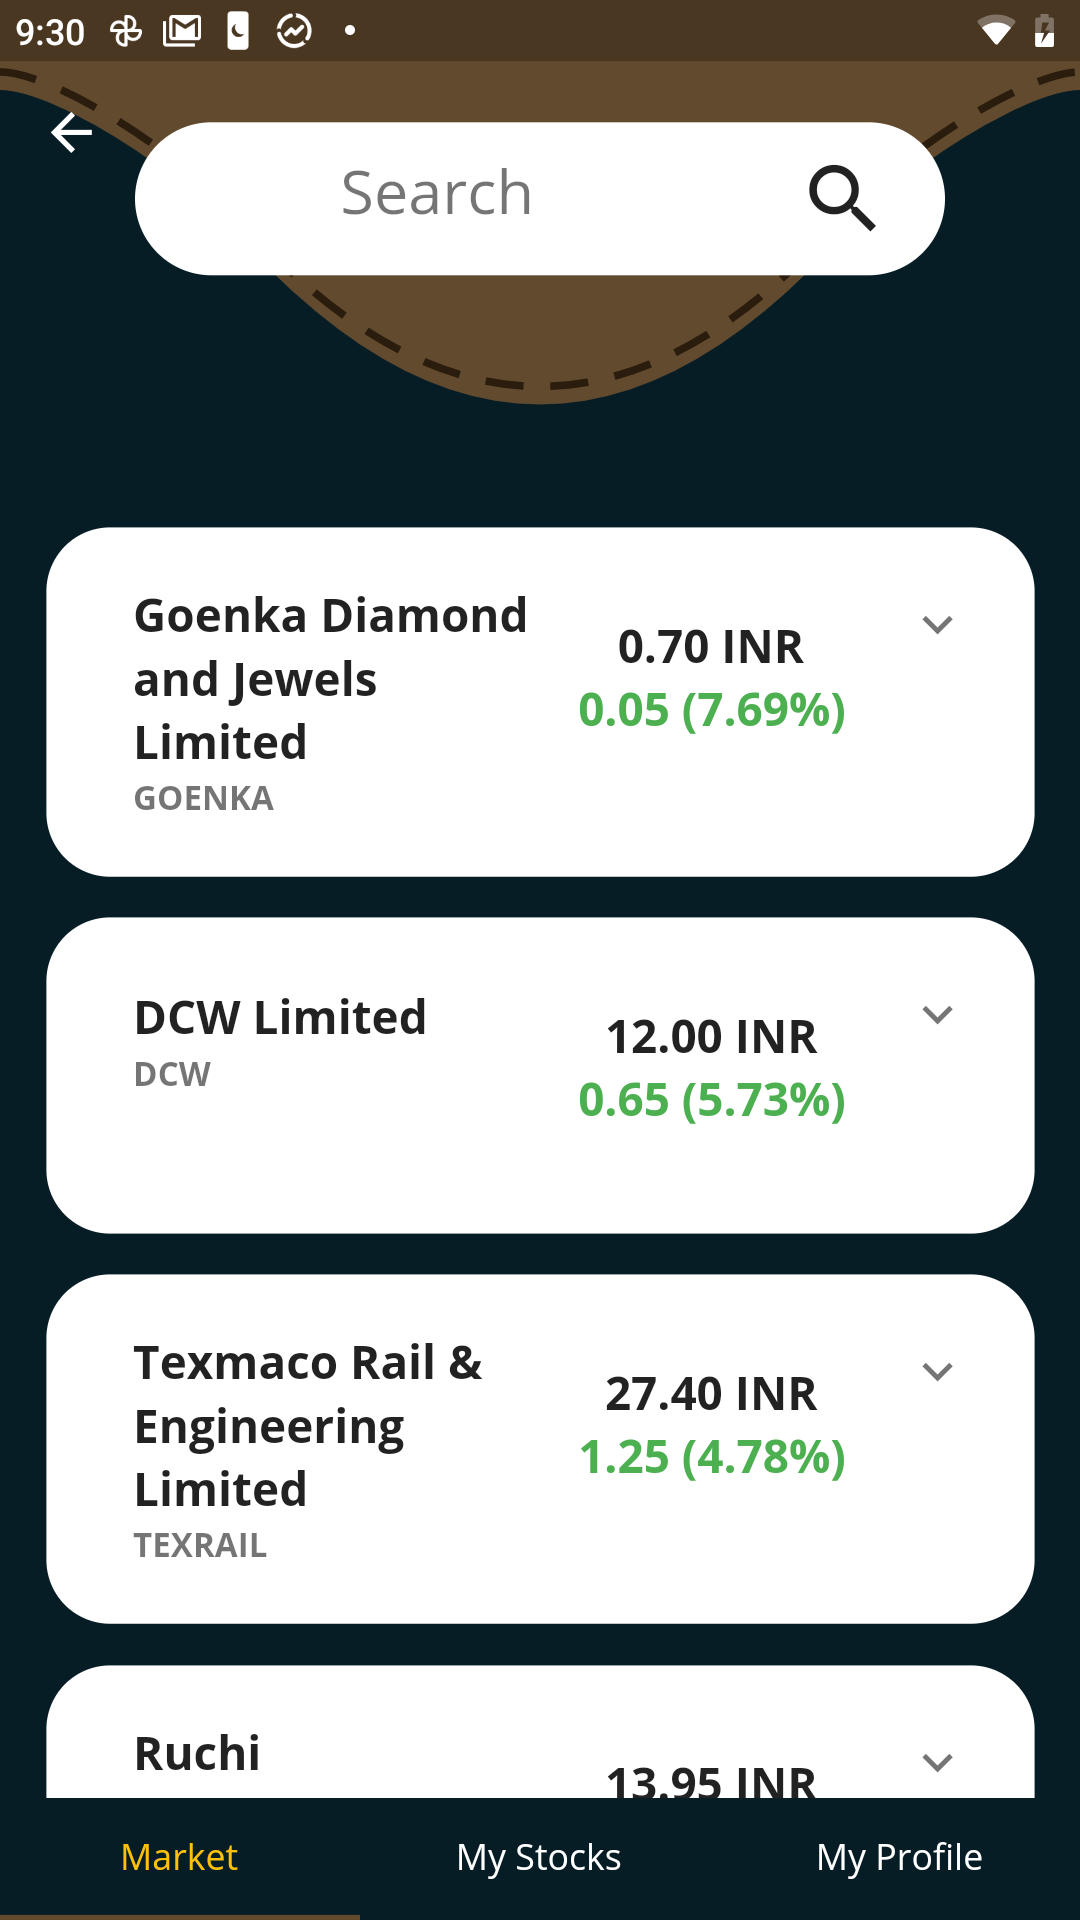 9:30
Search
Goenka Diamond
and Jewels
Limited
GOENKA
0.70 INR
0.05 (7.69%)
DCW Limited
DCW
12.00 INR
0.65 (5.73%)
Texmaco Rail &
Engineering
Limited
TEXRAIL
27.40 INR
1.25 (4.78%)
Ruchi
13.95 INR
Market
My Stocks
My Profile